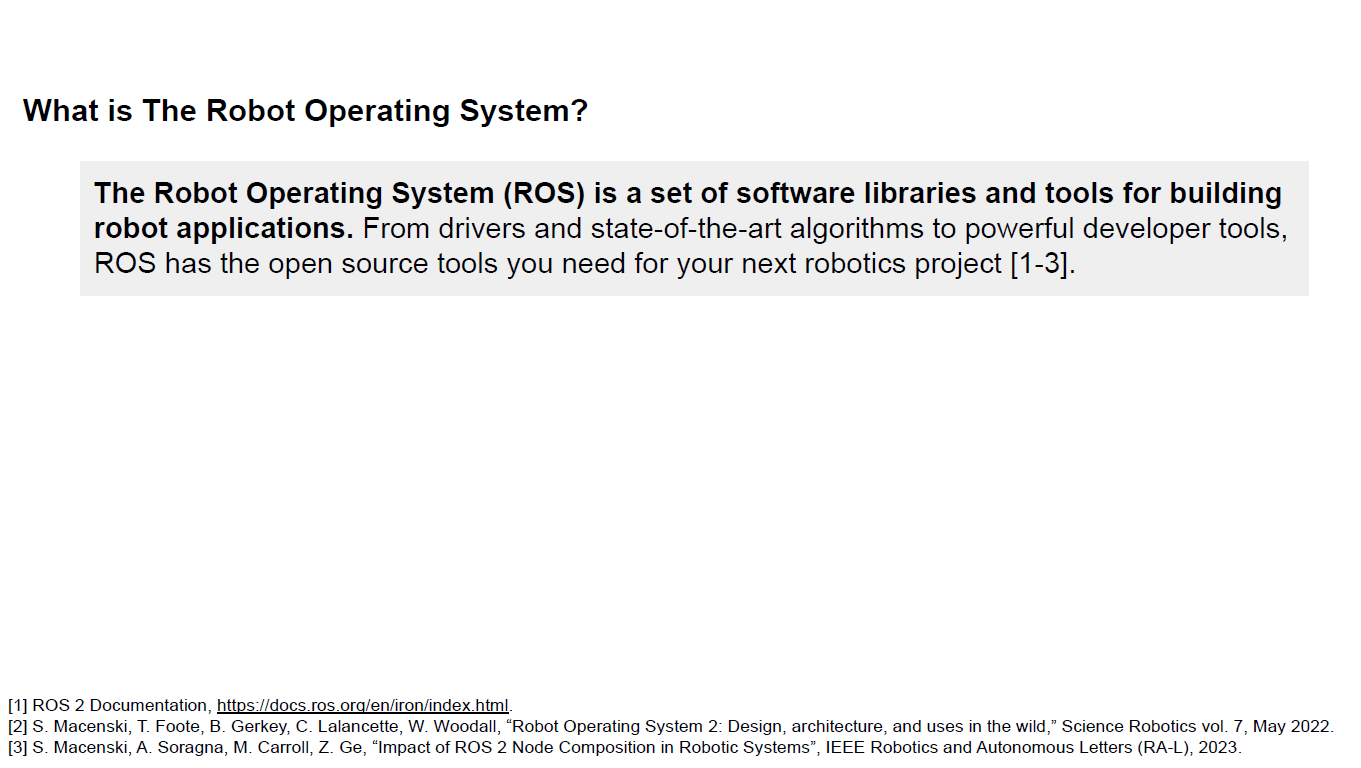 What is The Robot Operating System?
The Robot Operating System (ROS) is a set of software libraries and tools for building
robot applications. From drivers and state-of-the-art algorithms to powerful developer tools,
ROS has the open source tools you need for your next robotics project [1-3].
[1] ROS 2 Documentation, https://docs.ros.org/en/iron/index.html.
[2] S. Macenski, T. Foote, B. Gerkey, C. Lalancette, W. Woodall, “Robot Operating System 2: Design, architecture, and uses in the wild,” Science Robotics vol. 7, May 2022.
[3] S. Macenski, A. Soragna, M. Carroll, Z. Ge, “Impact of ROS 2 Node Composition in Robotic Systems”, IEEE Robotics and Autonomous Letters (RA-L), 2023.